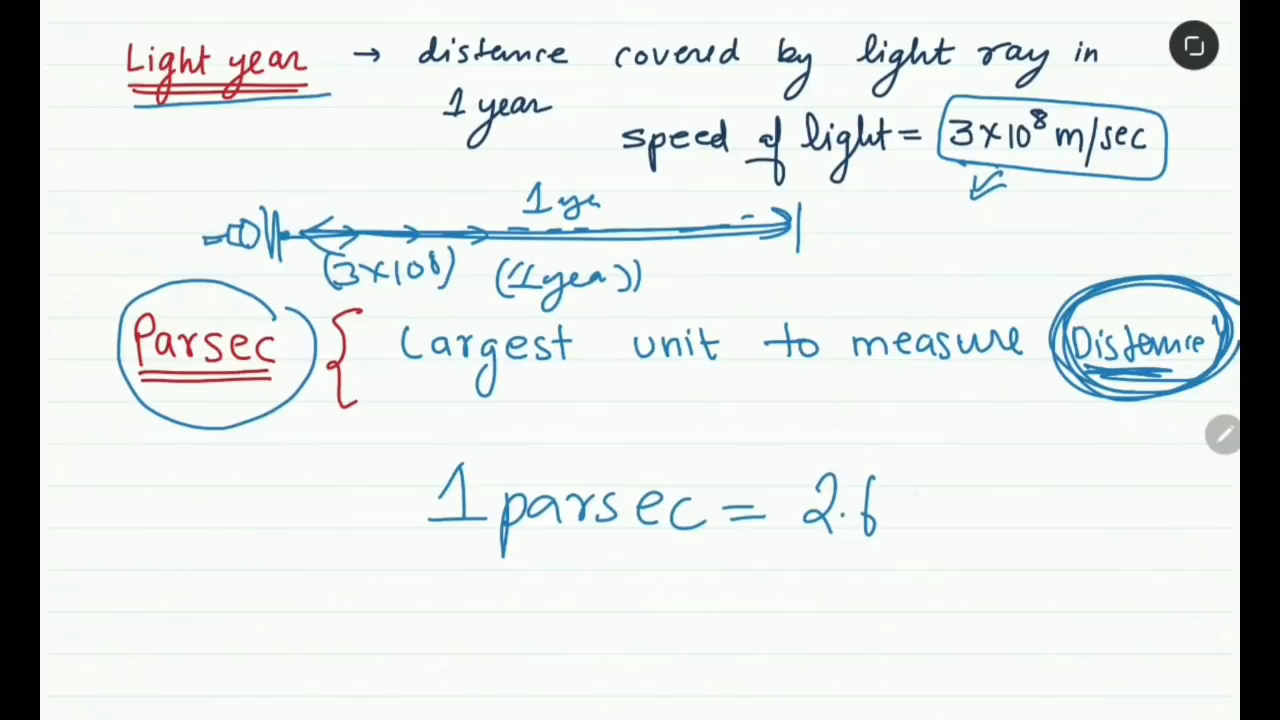 Light year → distance covered by light ray in
1 year
speed of light = 3×10⁸ m/sec
1 ye
(3×10⁸) (1 year)
Parsec { Largest unit to measure Distance
1 parsec = 2.6